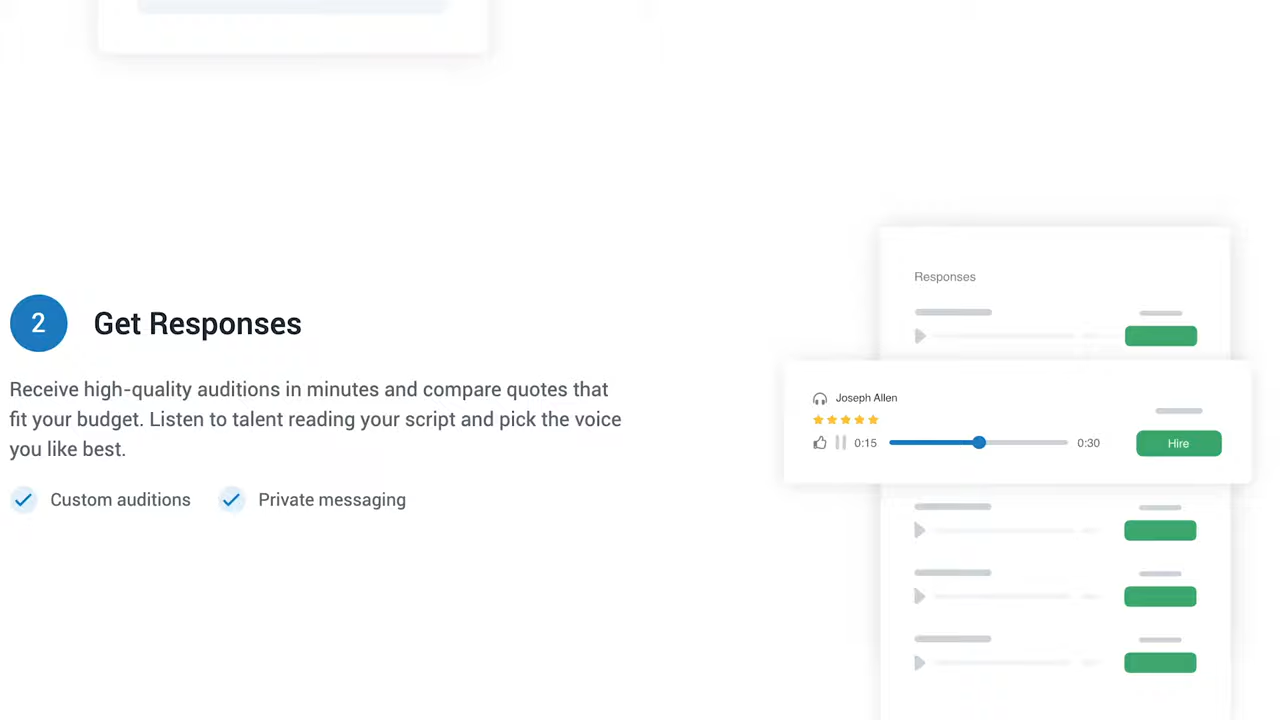 2
Get Responses
Receive high-quality auditions in minutes and compare quotes that
fit your budget. Listen to talent reading your script and pick the voice
you like best.
Custom auditions
Private messaging
Responses
Joseph Allen
0:15
0:30
Hire